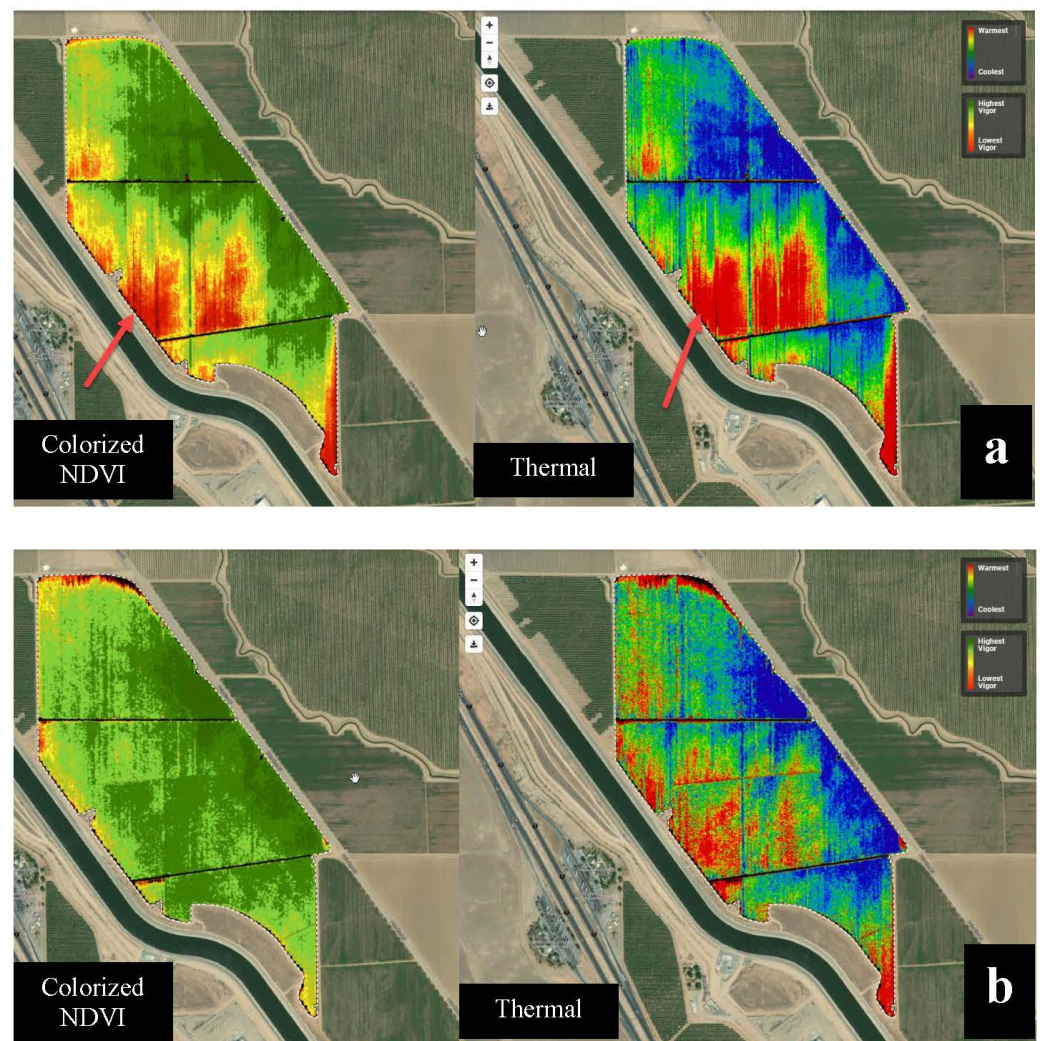 Warmest
Coolest
Highest
Vigor
Lowest
Vigor
Colorized
NDVI
Thermal
a
Warmest
Coolest
Highest
Vigor
Lowest
Vigor
Colorized
NDVI
Thermal
b